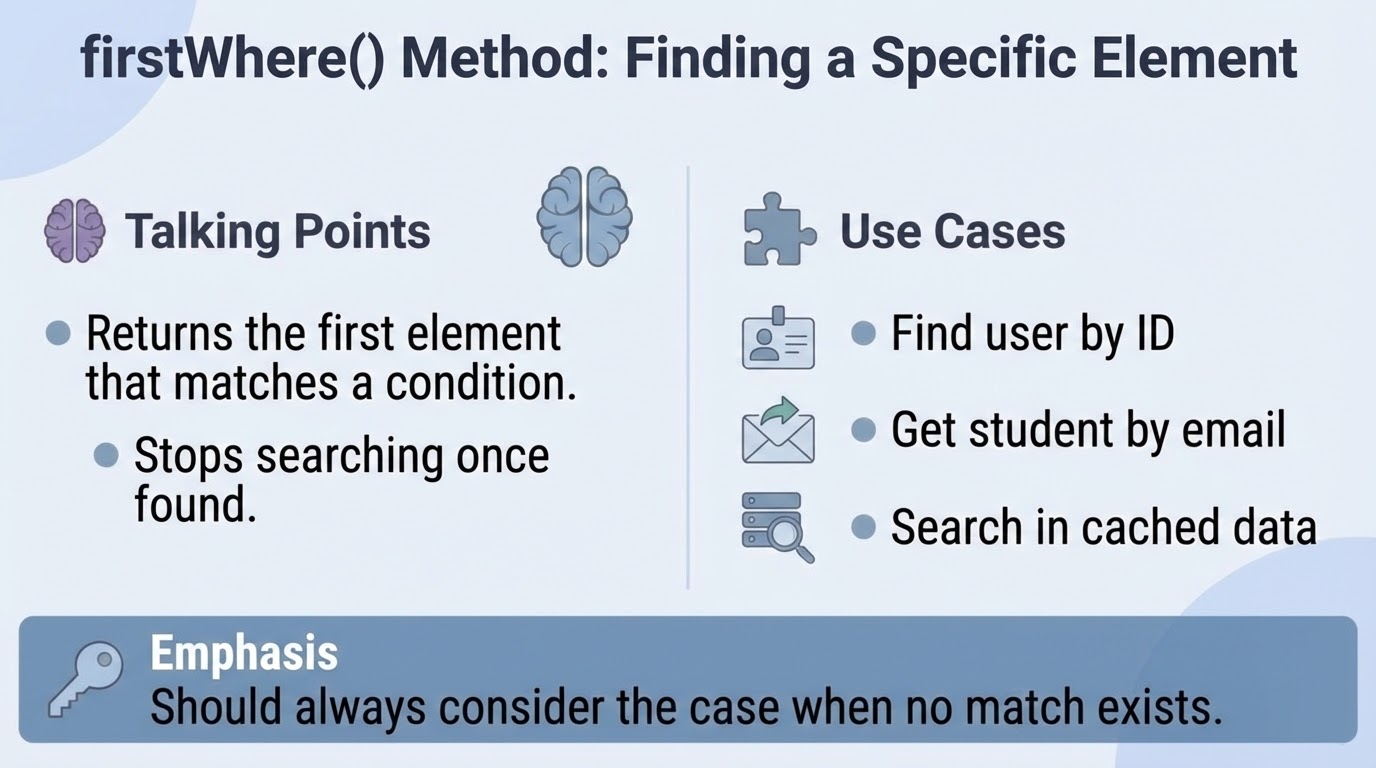 firstWhere() Method: Finding a Specific Element
Talking Points
Returns the first element
that matches a condition.
Stops searching once
found.
Use Cases
Find user by ID
Get student by email
Search in cached data
Emphasis
Should always consider the case when no match exists.